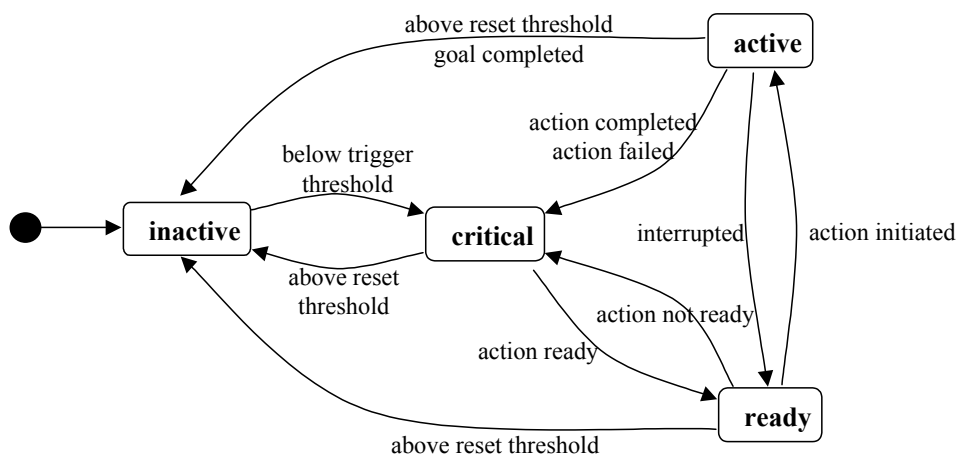 above reset threshold
goal completed
active
action completed
action failed
below trigger
threshold
inactive
critical
interrupted
action initiated
above reset
threshold
action not ready
action ready
ready
above reset threshold